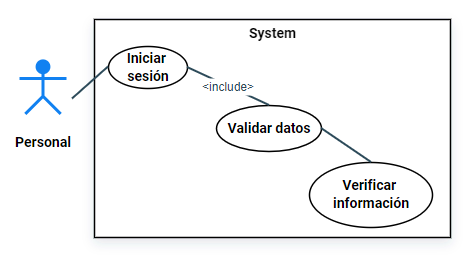 System
Iniciar
sesión
<include>
Validar datos
Personal
Verificar
información